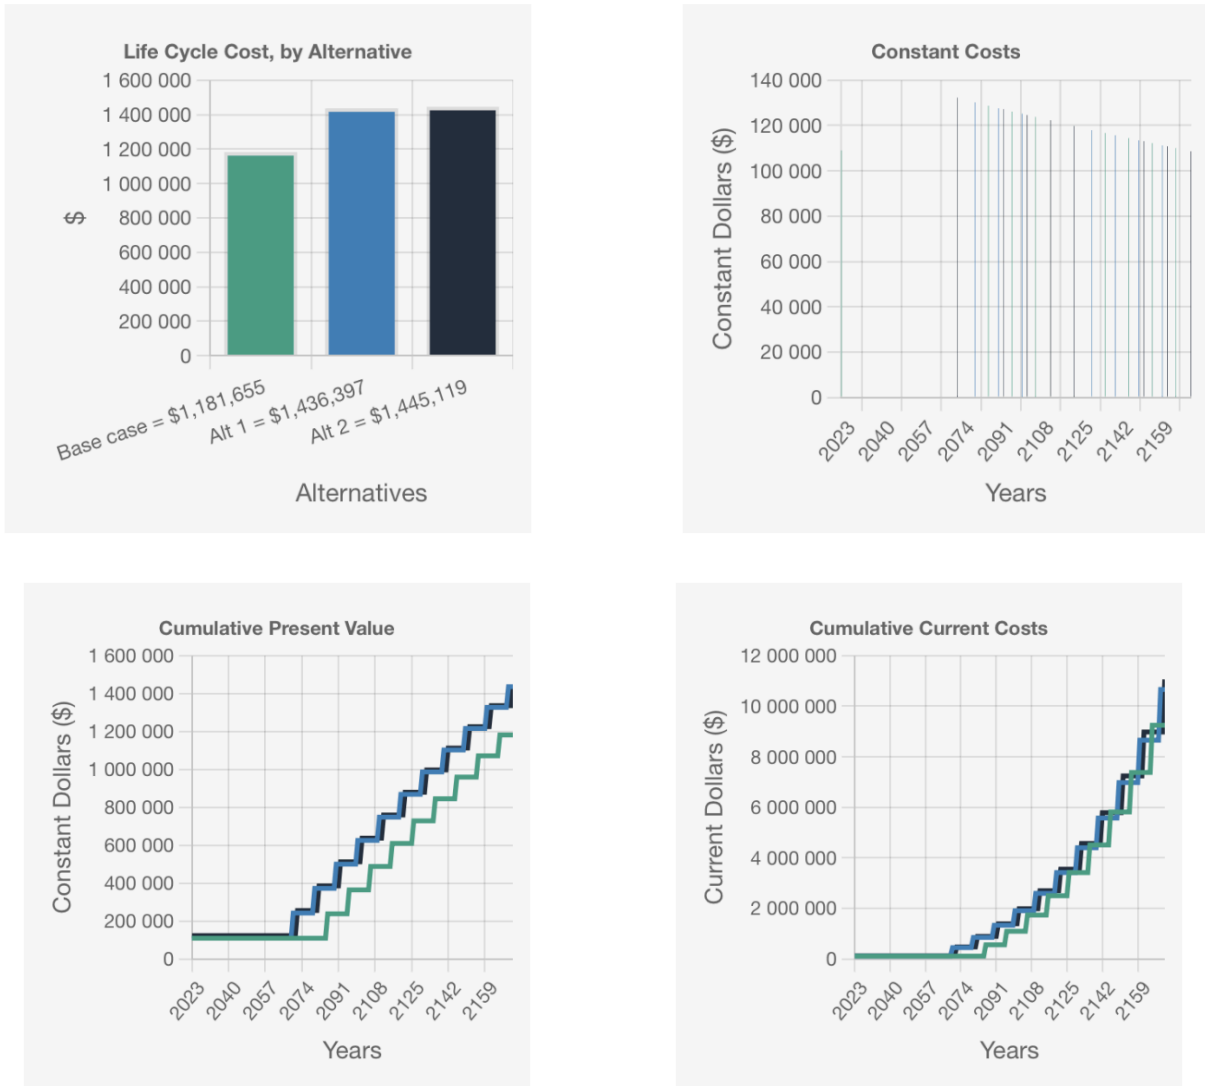 Life Cycle Cost, by Alternative
1 600 000
1 400 000
1 200 000
1 000 000
800 000
600 000
400 000
200 000
0
$
Base case = $1,181,655
Alt 1 = $1,436,397
Alt 2 = $1,445,119
Alternatives
Constant Costs
140 000
120 000
100 000
80 000
60 000
40 000
20 000
0
Constant Dollars ($)
2023
2040
2057
2074
2091
2108
2125
2142
2159
Years
Cumulative Present Value
1 600 000
1 400 000
1 200 000
1 000 000
800 000
600 000
400 000
200 000
0
Constant Dollars ($)
2023
2040
2057
2074
2091
2108
2125
2142
2159
Years
Cumulative Current Costs
12 000 000
10 000 000
8 000 000
6 000 000
4 000 000
2 000 000
0
Current Dollars ($)
2023
2040
2057
2074
2091
2108
2125
2142
2159
Years